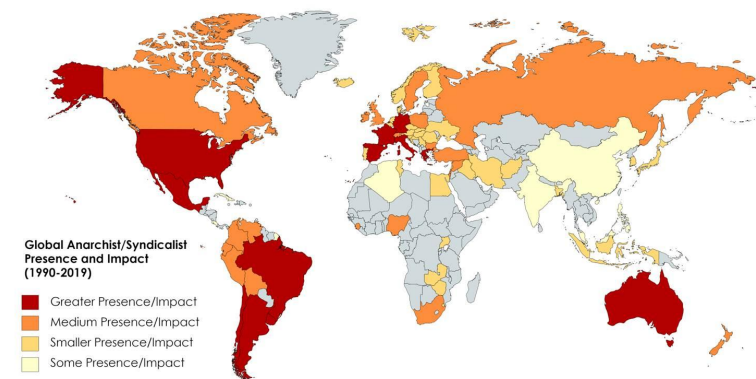 Global Anarchist/Syndicalist
Presence and Impact
(1990-2019)
Greater Presence/Impact
Medium Presence/Impact
Smaller Presence/Impact
Some Presence/Impact